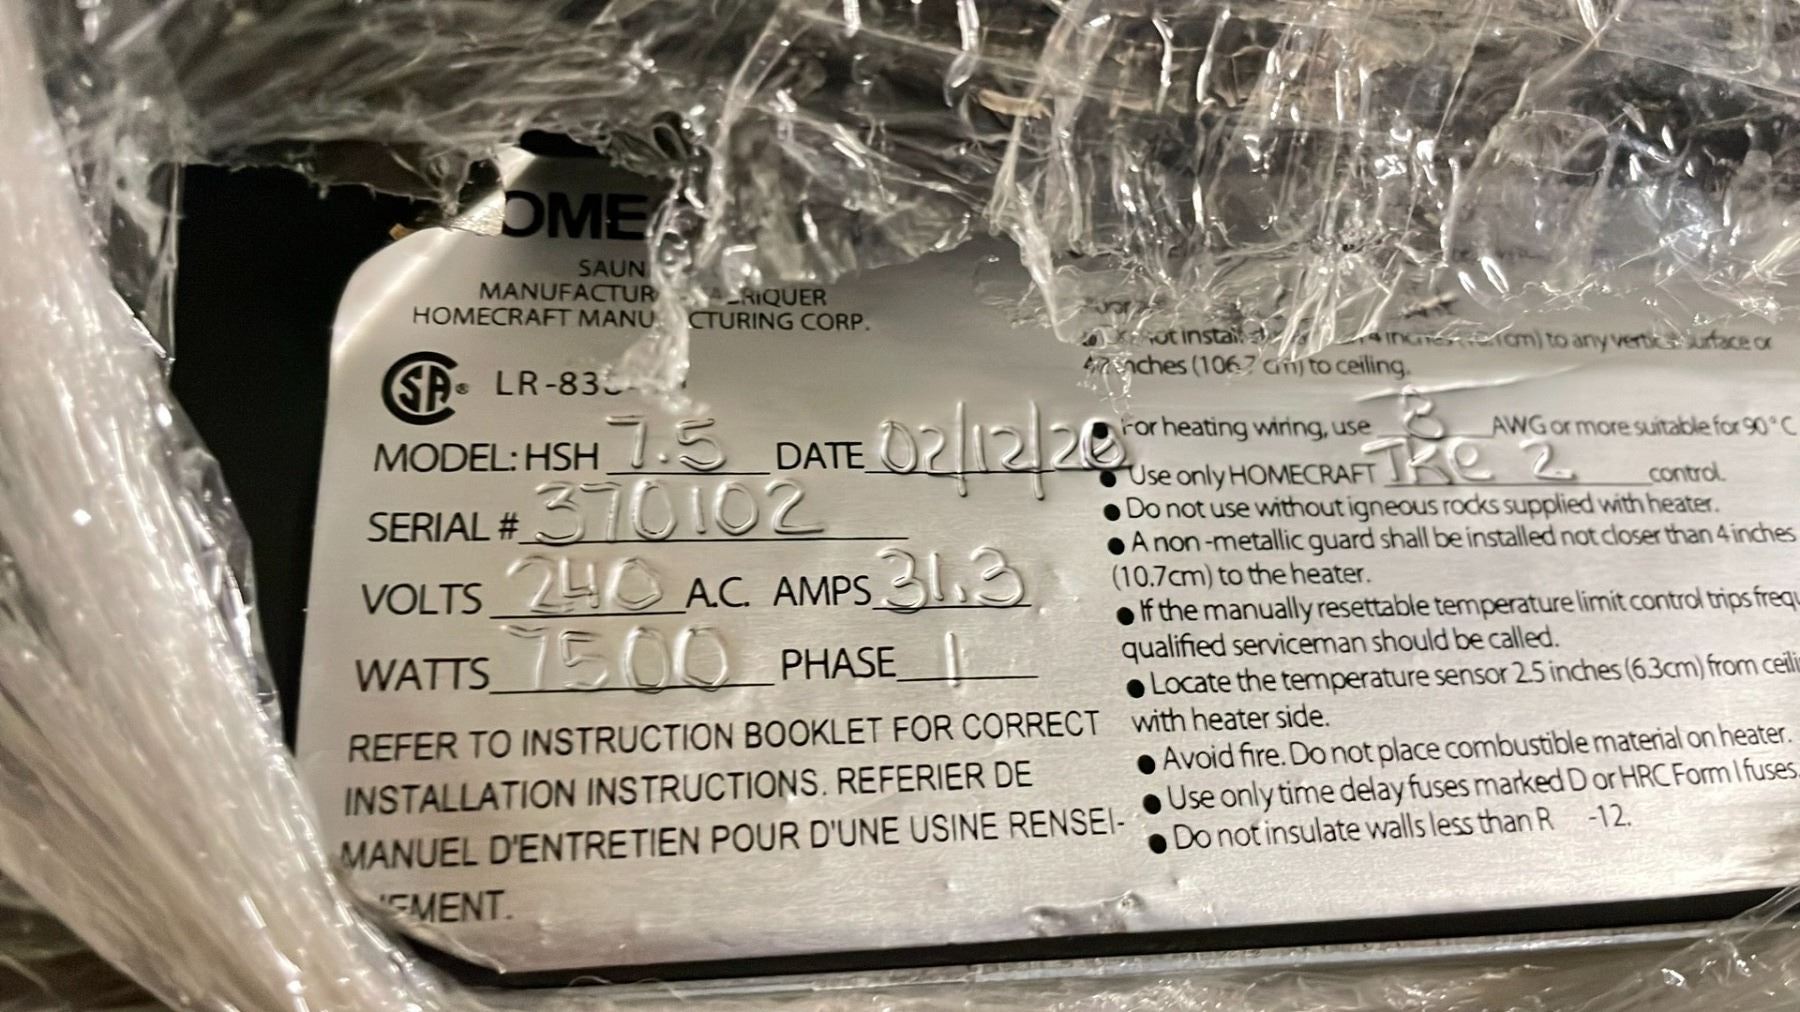 OME
SAUN
MANUFACTUR RIQUER
HOMECRAFT MANU CTURING CORP.
CSA ® LR-83
MODEL: HSH 7.5 DATE 02/12/20
SERIAL # 370102
VOLTS 240 A.C. AMPS 31.3
WATTS 7500 PHASE 1
REFER TO INSTRUCTION BOOKLET FOR CORRECT
INSTALLATION INSTRUCTIONS. REFERIER DE
MANUEL D'ENTRETIEN POUR D'UNE USINE RENSEI-
EMENT.
not install to any vertical surface or
inches (106.7 cm) to ceiling.
● For heating wiring, use 8 AWG or more suitable for 90°C
● Use only HOMECRAFT control.
● Do not use without igneous rocks supplied with heater.
● A non-metallic guard shall be installed not closer than 4 inches
(10.7cm) to the heater.
● If the manually resettable temperature limit control trips frequ
qualified serviceman should be called.
● Locate the temperature sensor 2.5 inches (6.3cm) from ceili
with heater side.
● Avoid fire. Do not place combustible material on heater.
● Use only time delay fuses marked D or HRC Form I fuses.
● Do not insulate walls less than R -12.